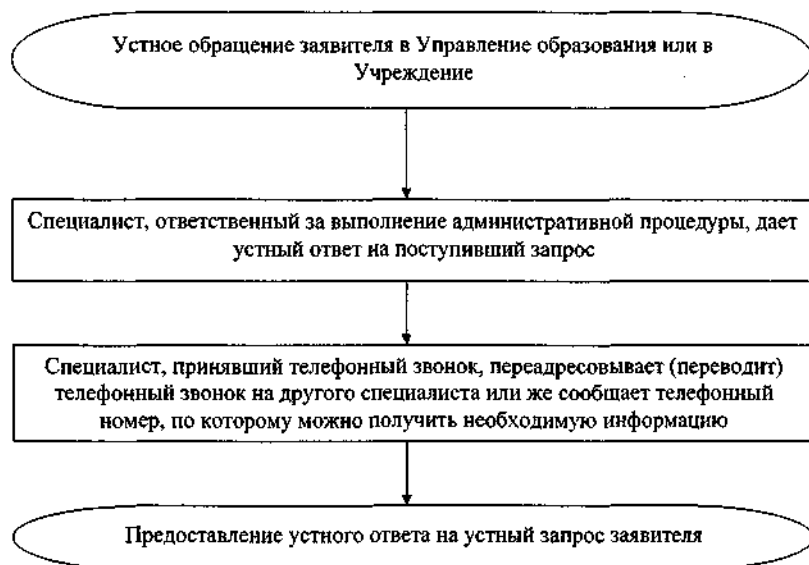 Устное обращение заявителя в Управление образования или в
Учреждение
Специалист, ответственный за выполнение административной процедуры, дает
устный ответ на поступивший запрос
Специалист, принявший телефонный звонок, переадресовывает (переводит)
телефонный звонок на другого специалиста или же сообщает телефонный
номер, по которому можно получить необходимую информацию
Предоставление устного ответа на устный запрос заявителя